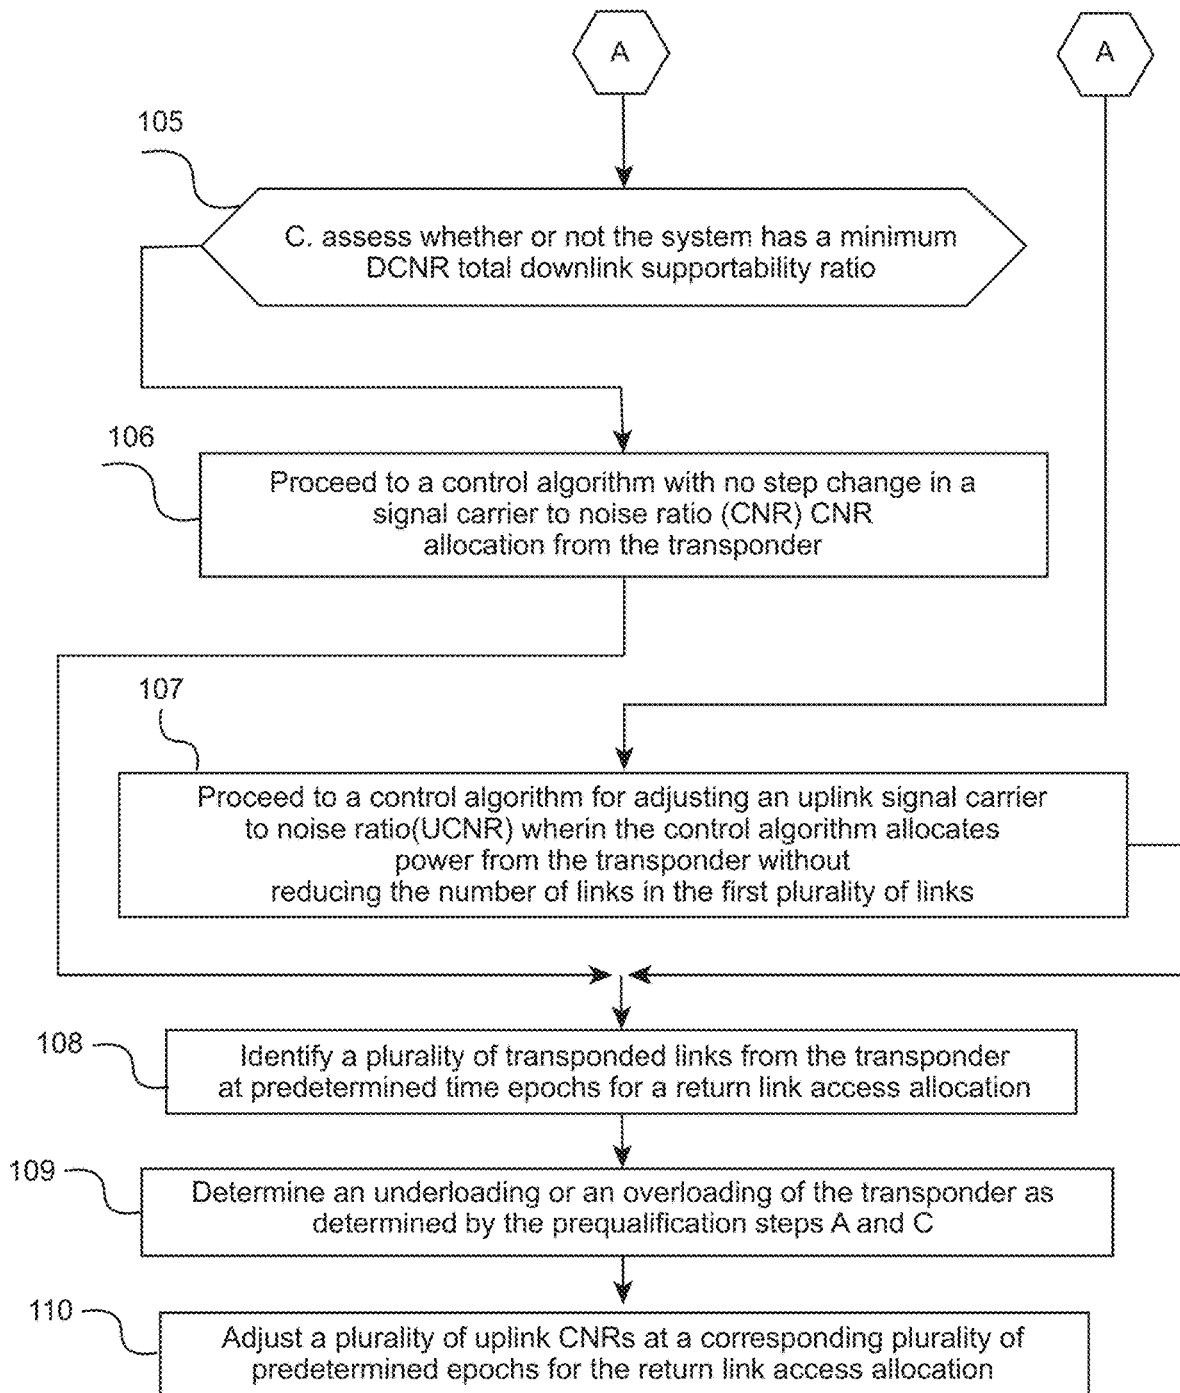 A
A
105
C. assess whether or not the system has a minimum
DCNR total downlink supportability ratio
106
Proceed to a control algorithm with no step change in a
signal carrier to noise ratio (CNR) CNR
allocation from the transponder
107
Proceed to a control algorithm for adjusting an uplink signal carrier
to noise ratio(UCNR) wherin the control algorithm allocates
power from the transponder without
reducing the number of links in the first plurality of links
108
Identify a plurality of transponded links from the transponder
at predetermined time epochs for a return link access allocation
109
Determine an underloading or an overloading of the transponder as
determined by the prequalification steps A and C
110
Adjust a plurality of uplink CNRs at a corresponding plurality of
predetermined epochs for the return link access allocation